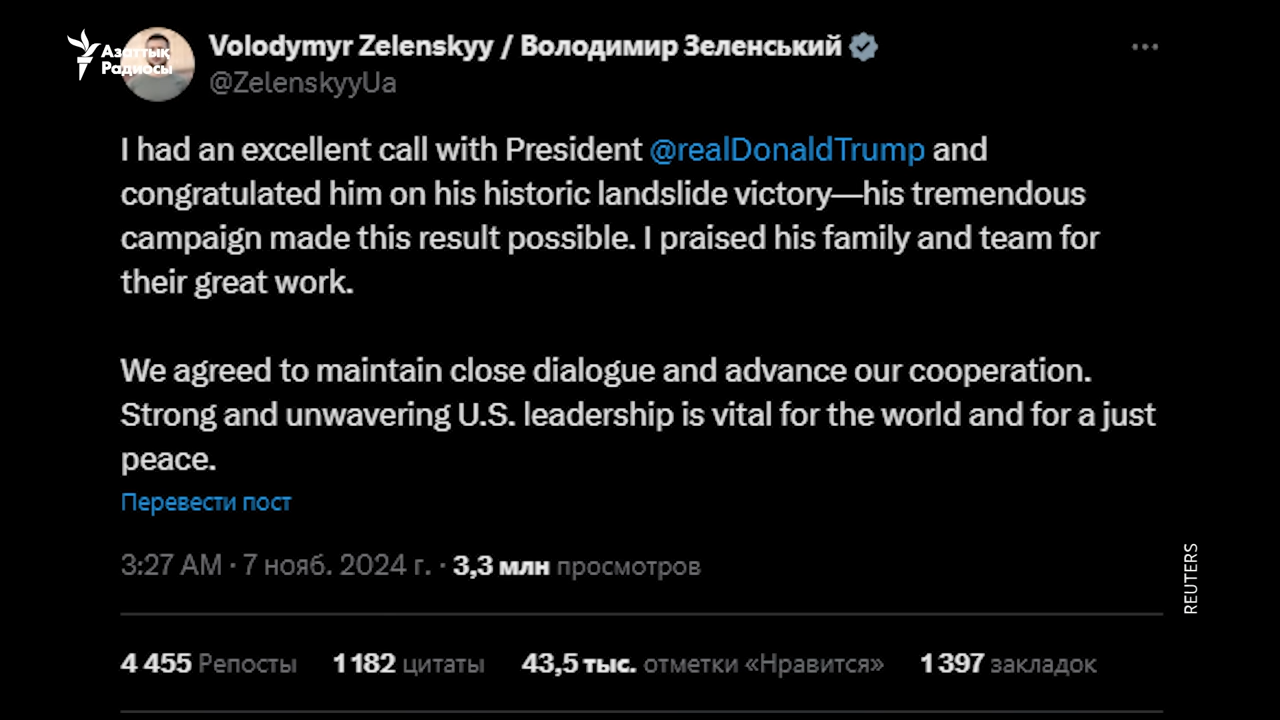 Азаттык
Радиосы
Volodymyr Zelenskyy / Володимир Зеленський
@ZelenskyyUa
I had an excellent call with President @realDonaldTrump and
congratulated him on his historic landslide victory—his tremendous
campaign made this result possible. I praised his family and team for
their great work.
We agreed to maintain close dialogue and advance our cooperation.
Strong and unwavering U.S. leadership is vital for the world and for a just
peace.
Перевести пост
3:27 AM · 7 нояб. 2024 г. · 3,3 млн просмотров
REUTERS
4 455 Репосты 1 182 цитаты 43,5 тыс. отметки «Нравится» 1 397 закладок